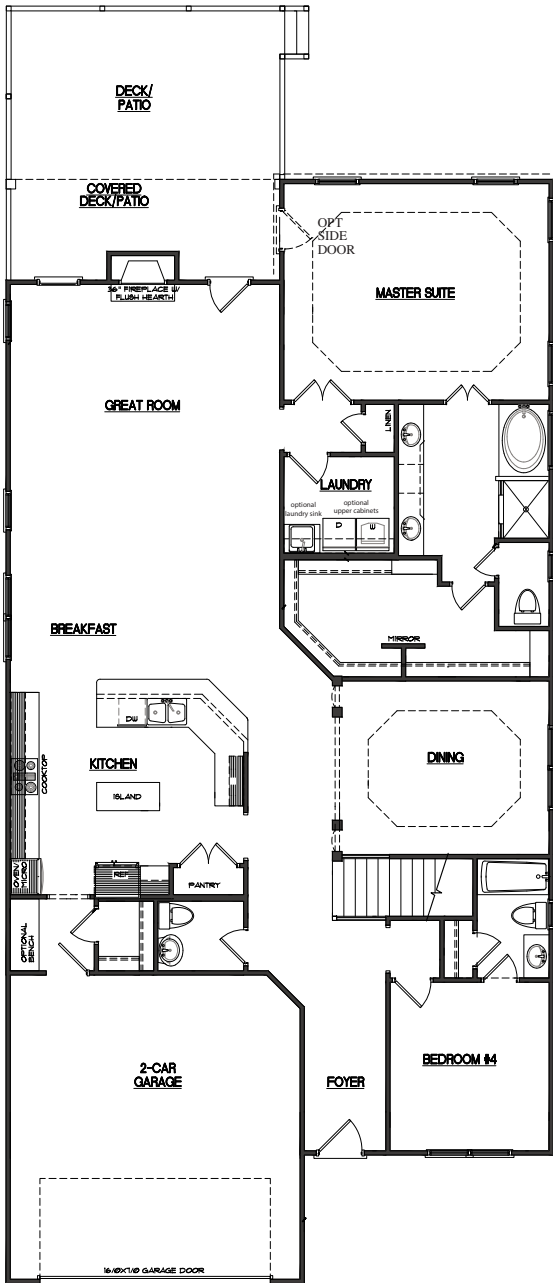 DECK/
PATIO
COVERED
DECK/PATIO
OPT
SIDE
DOOR
MASTER SUITE
36" FIREPLACE W/
FLUSH HEARTH
GREAT ROOM
LINEN
LAUNDRY
optional
laundry sink
optional
upper cabinets
D
W
BREAKFAST
MIRROR
DW
KITCHEN
COOKTOP
ISLAND
DINING
OVEN/
MICRO
REF
PANTRY
OPTIONAL
BENCH
2-CAR
GARAGE
FOYER
BEDROOM #4
16/0X7/0 GARAGE DOOR